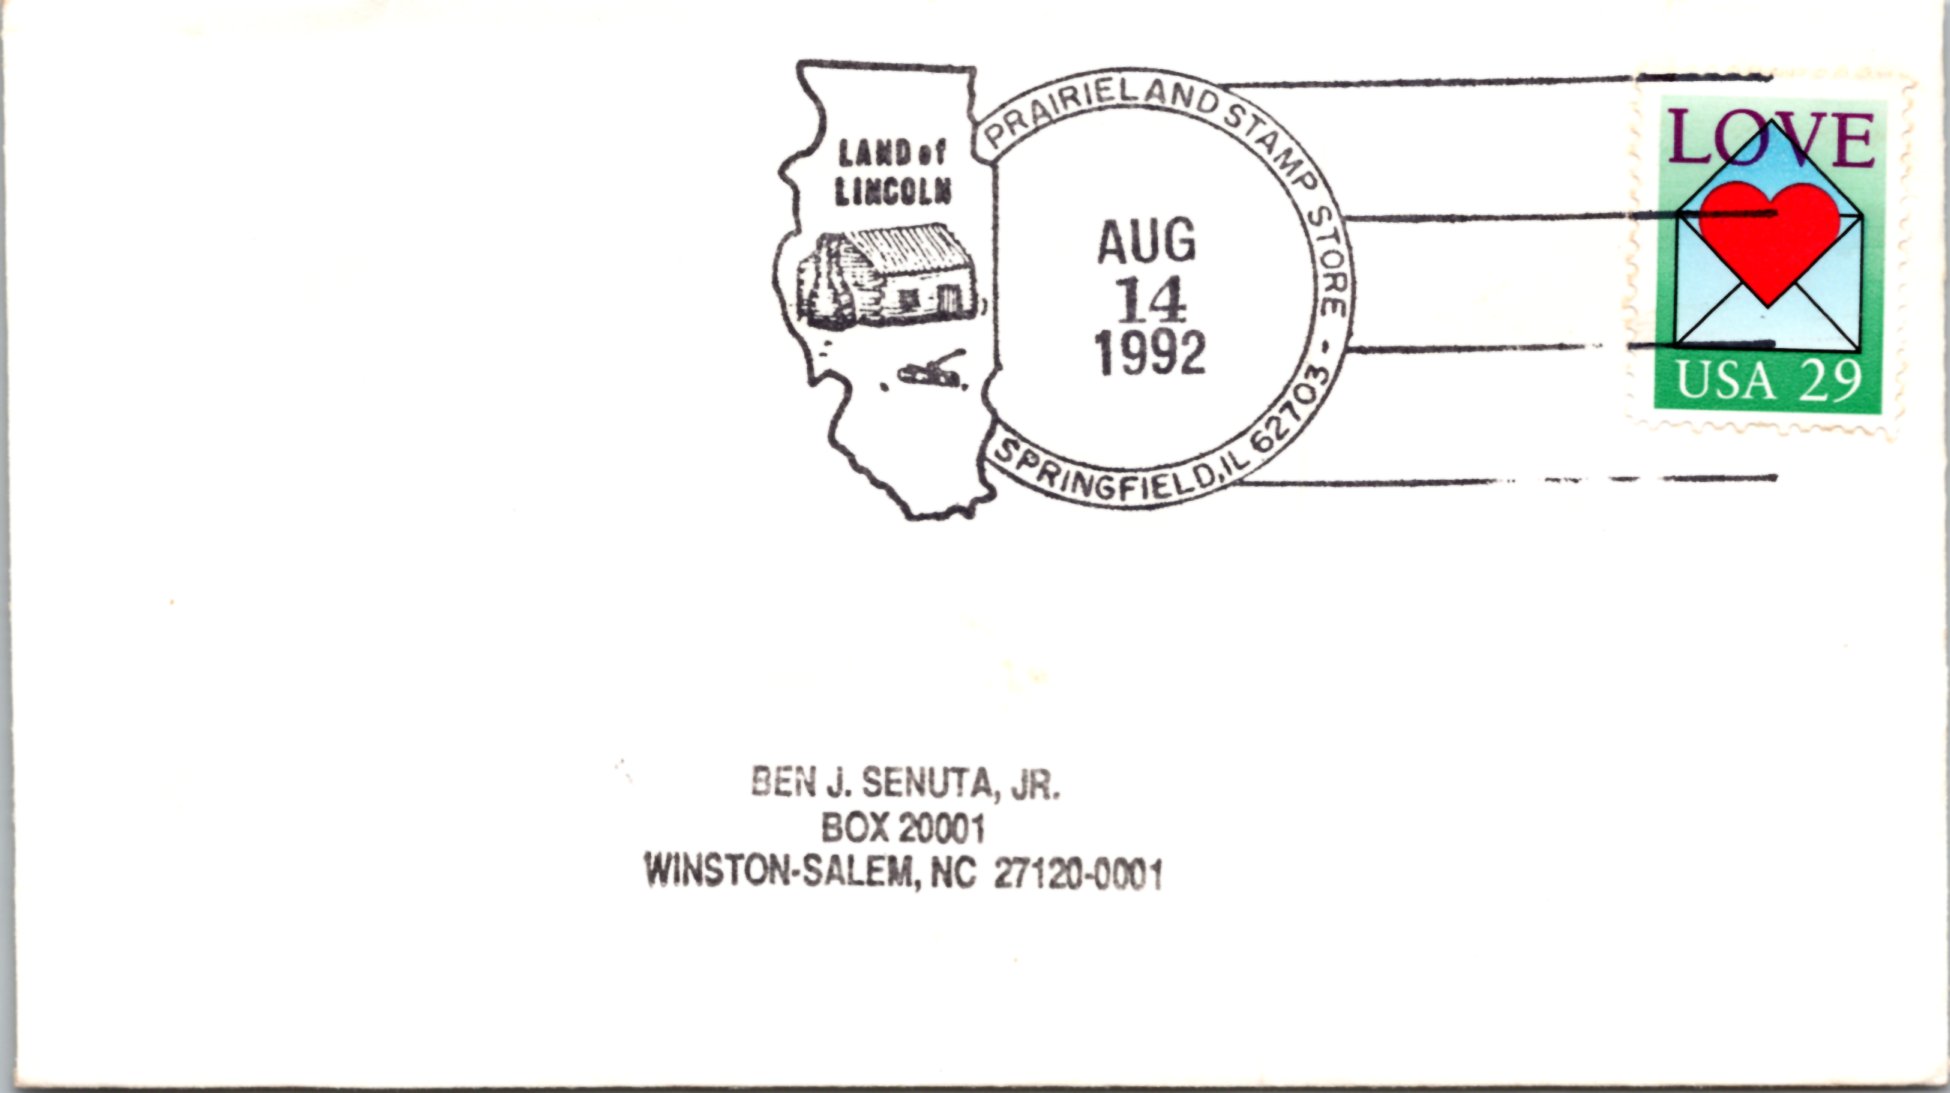 LAND of
LINCOLN
PRAIRIELAND STAMP STORE •
SPRINGFIELD, IL 62703
AUG
14
1992
LOVE
USA 29
BEN J. SENUTA, JR.
BOX 20001
WINSTON-SALEM, NC 27120-0001